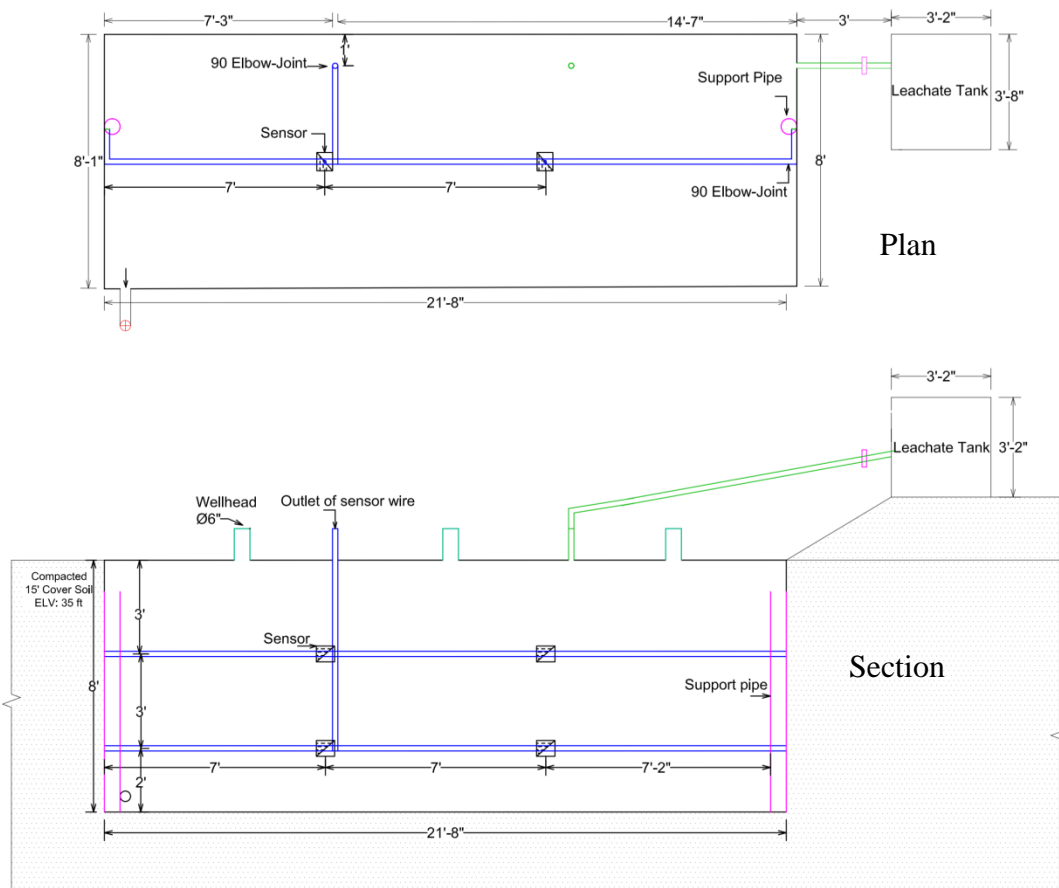 7'-3"
14'-7"
3'
3'-2"
1'
90 Elbow-Joint
Support Pipe
Leachate Tank
3'-8"
Sensor
8'-1"
8'
7'
7'
90 Elbow-Joint
Plan
21'-8"
3'-2"
Leachate Tank
3'-2"
Wellhead
Ø6"
Outlet of sensor wire
Compacted
15' Cover Soil
ELV: 35 ft
3'
Sensor
Section
8'
Support pipe
3'
7'
7'
7'-2"
2'
21'-8"